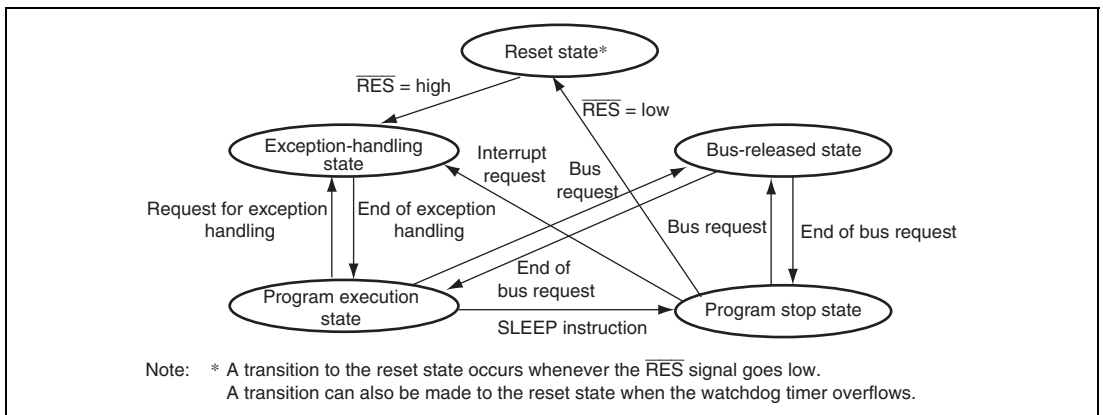 Reset state*
RES = high
RES = low
Exception-handling
state
Interrupt
request
Bus
request
Bus-released state
Request for exception
handling
End of exception
handling
Bus request
End of bus request
End of
bus request
Program execution
state
Program stop state
SLEEP instruction
Note: * A transition to the reset state occurs whenever the RES signal goes low.
A transition can also be made to the reset state when the watchdog timer overflows.